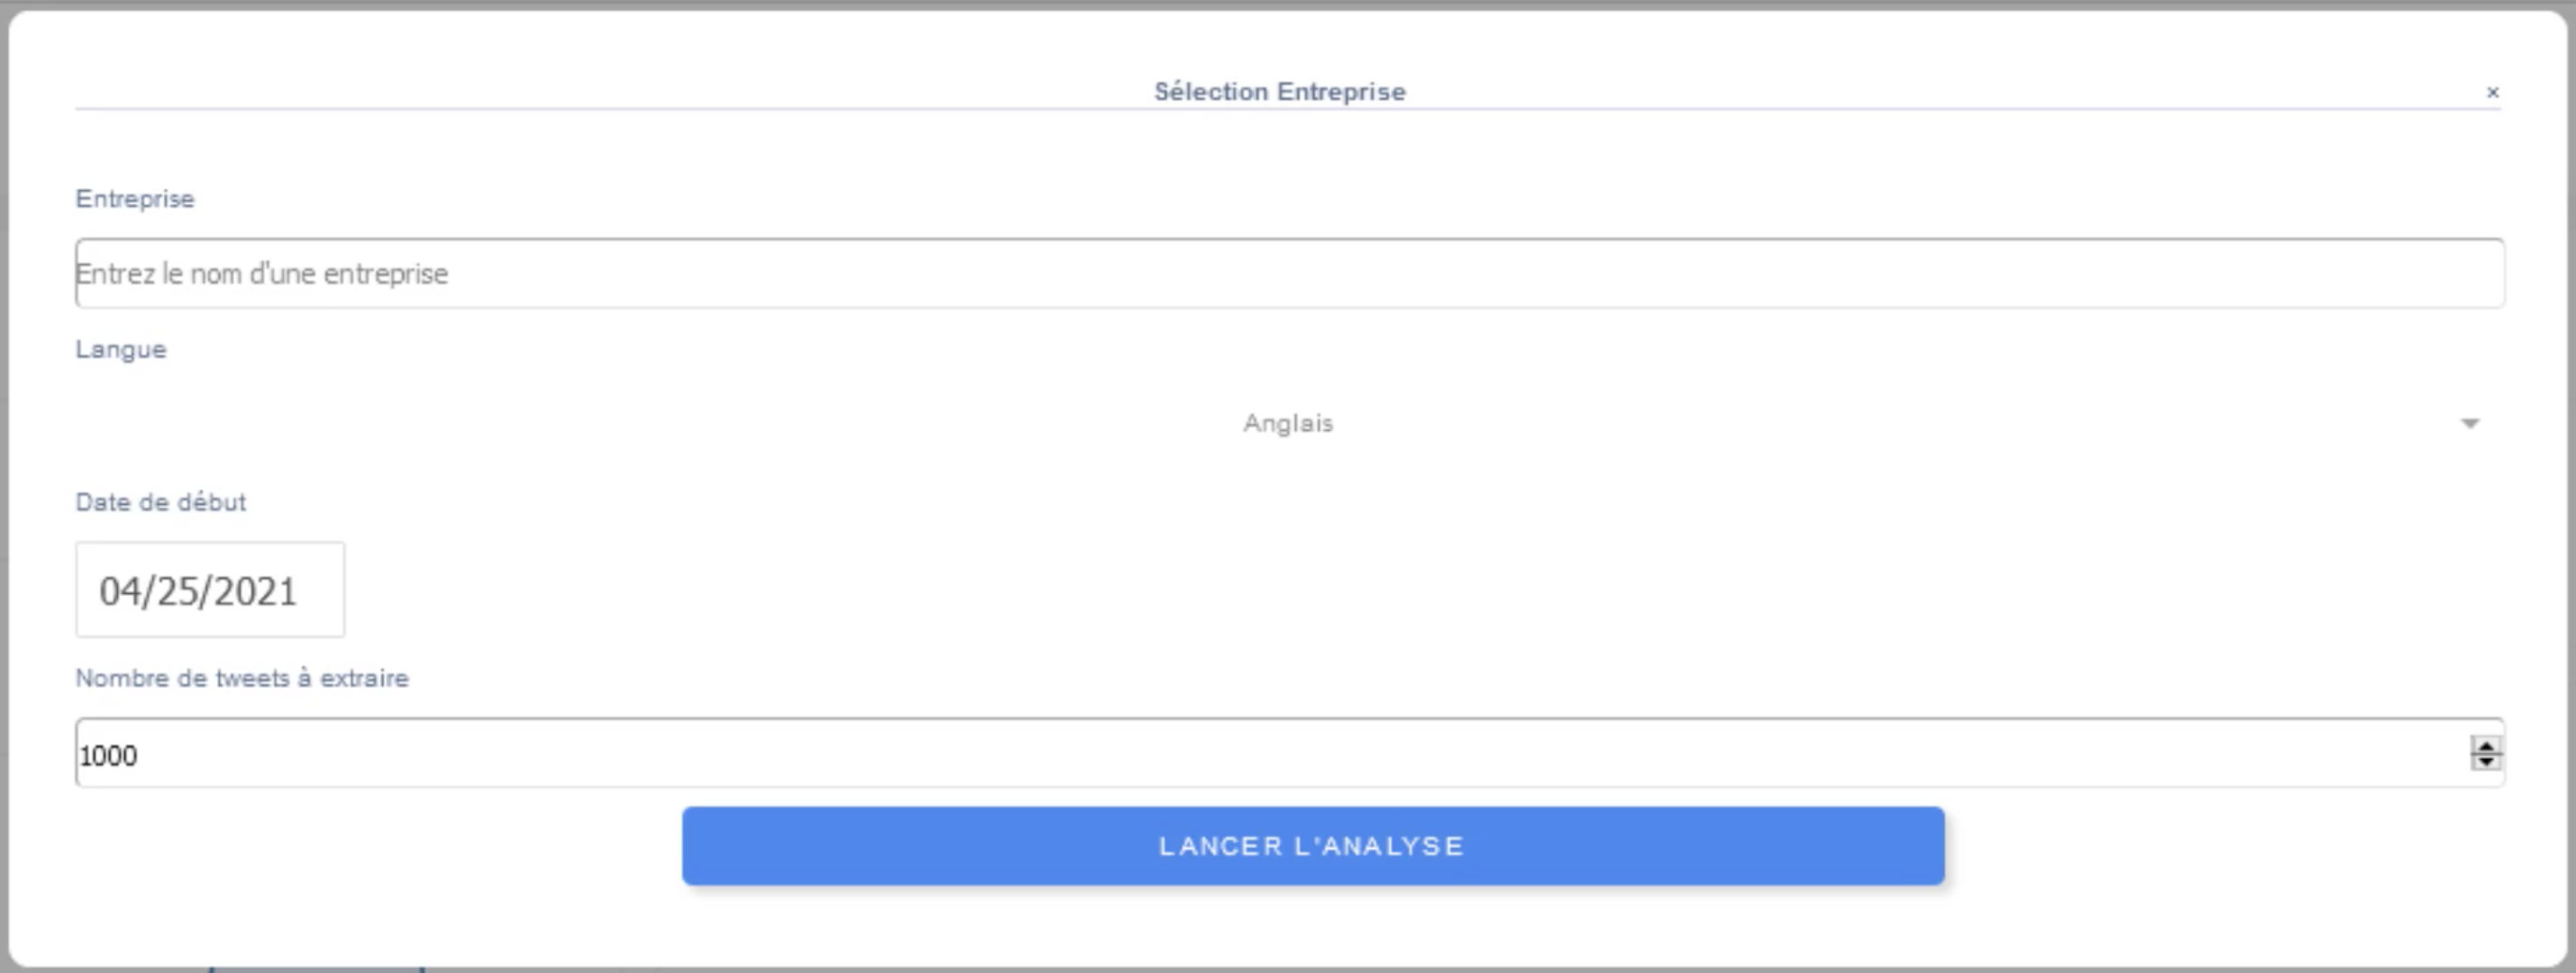 Sélection Entreprise ×
Entreprise
Entrez le nom d'une entreprise
Langue
Anglais
Date de début
04/25/2021
Nombre de tweets à extraire
1000
LANCER L'ANALYSE